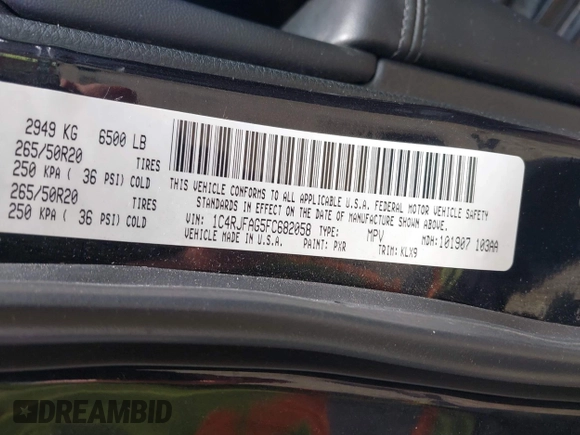 2949 KG 6500 LB
265/50R20 TIRES
250 KPA ( 36 PSI) COLD
265/50R20 TIRES
250 KPA ( 36 PSI) COLD
THIS VEHICLE CONFORMS TO ALL APPLICABLE U.S.A. FEDERAL MOTOR VEHICLE SAFETY
STANDARDS IN EFFECT ON THE DATE OF MANUFACTURE SHOWN ABOVE.
VIN: 1C4RJFAG5FC682058 TYPE: MPV MDH:101907 103AA
VEHICLE MADE IN U.S.A. PAINT: PXR TRIM: KLX9
DREAMBID